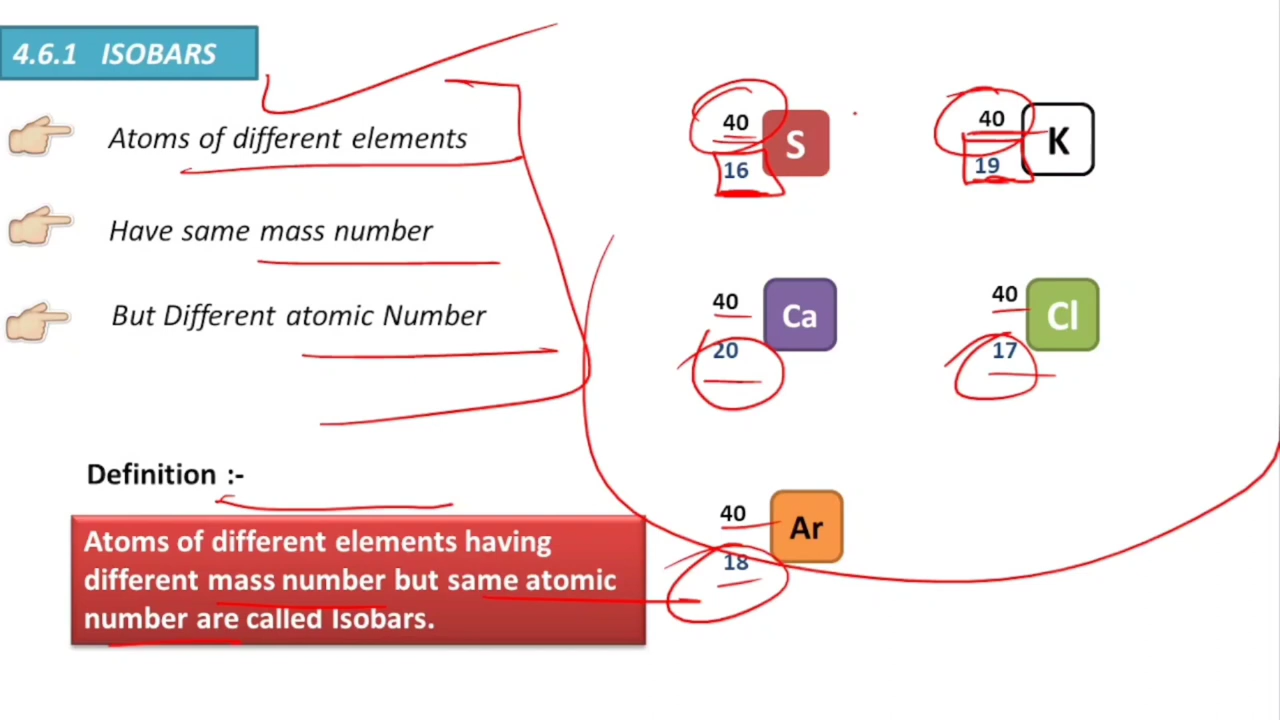 4.6.1 ISOBARS
Atoms of different elements
Have same mass number
But Different atomic Number
Definition :-
Atoms of different elements having
different mass number but same atomic
number are called Isobars.
40
16
S
40
19
K
40
20
Ca
40
17
Cl
40
18
Ar